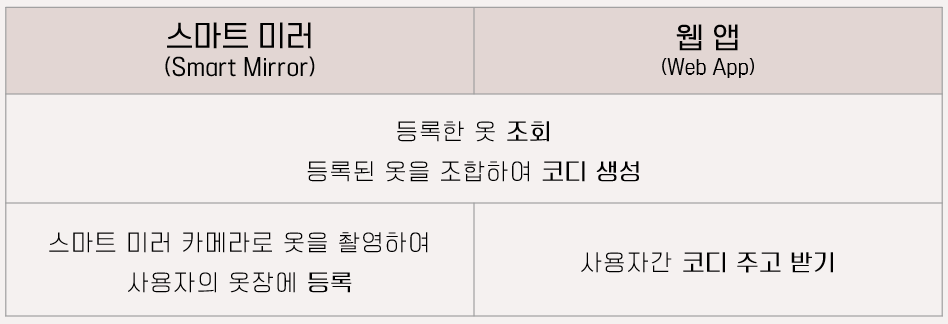 스마트 미러
(Smart Mirror)
웹 앱
(Web App)
등록한 옷 조회
등록된 옷을 조합하여 코디 생성
스마트 미러 카메라로 옷을 촬영하여
사용자의 옷장에 등록
사용자간 코디 주고 받기